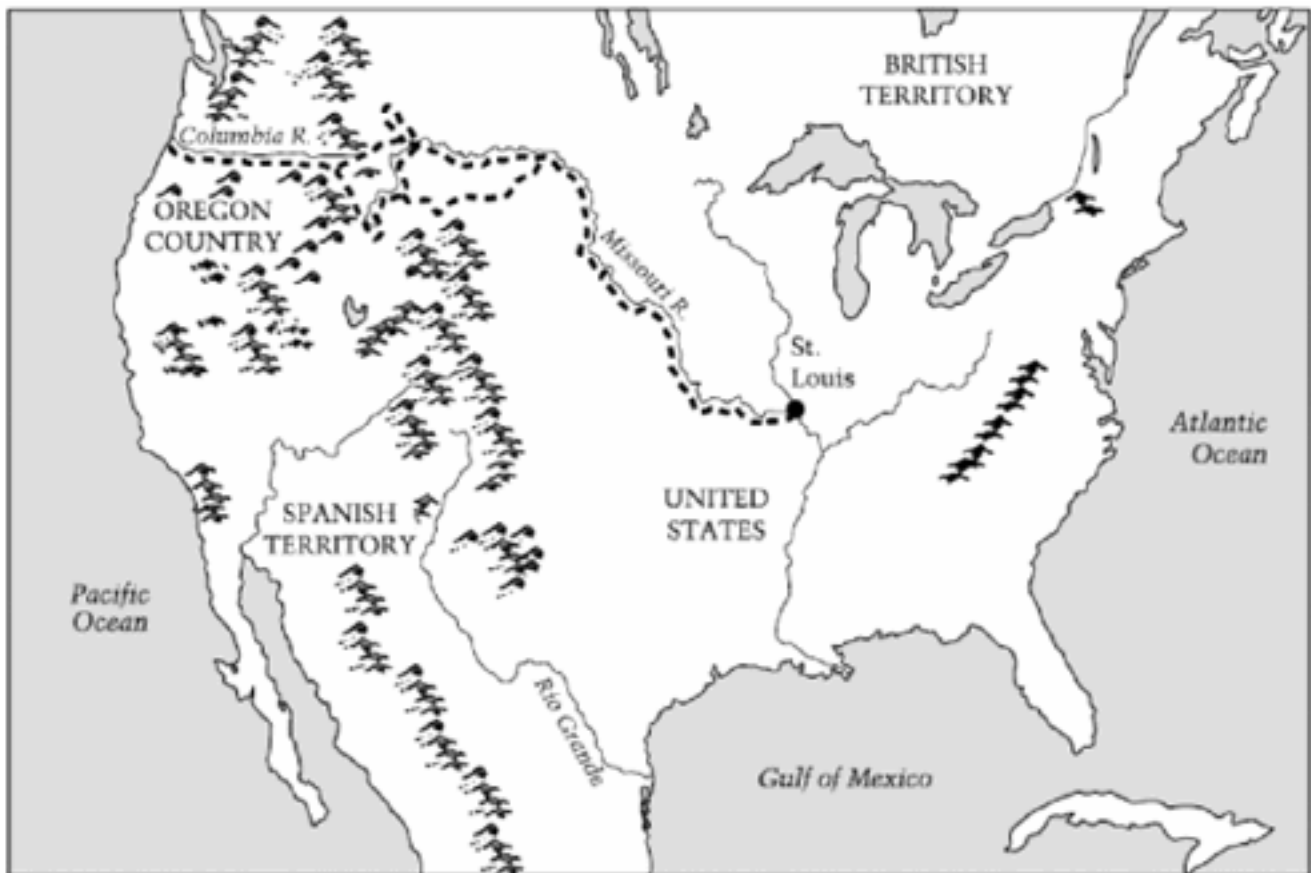 BRITISH
TERRITORY
Columbia R.
OREGON
COUNTRY
Missouri R.
St.
Louis
Atlantic
Ocean
UNITED
STATES
SPANISH
TERRITORY
Pacific
Ocean
Rio Grande
Gulf of Mexico